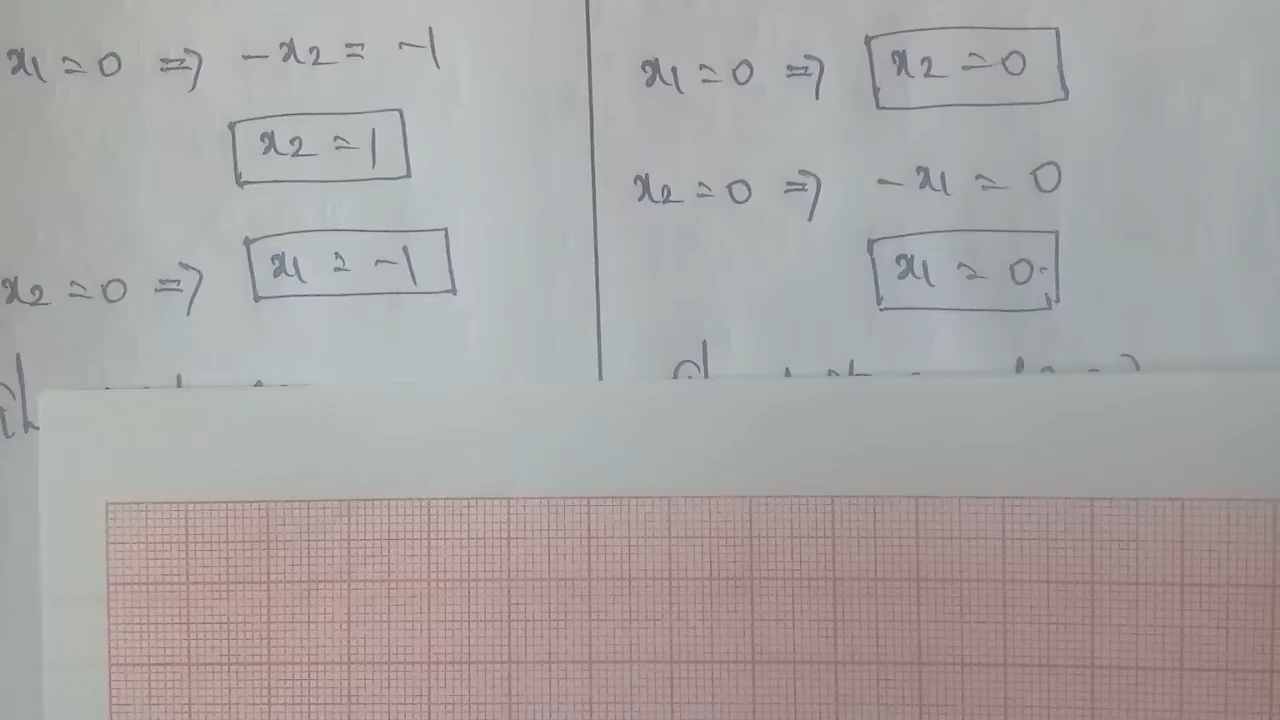 x1 = 0 ⇒ -x2 = -1
x2 = 1
x2 = 0 ⇒ x1 = -1
x1 = 0 ⇒ x2 = 0
x2 = 0 ⇒ -x1 = 0
x1 = 0.